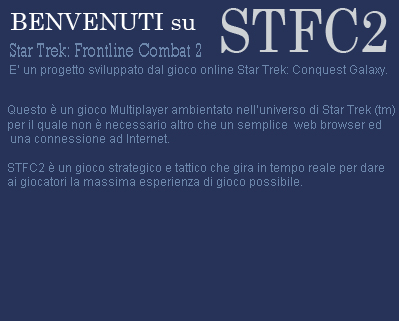 BENVENUTI su STFC2
Star Trek: Frontline Combat 2
E' un progetto sviluppato dal gioco online Star Trek: Conquest Galaxy.
Questo è un gioco Multiplayer ambientato nell'universo di Star Trek (tm)
per il quale non è necessario altro che un semplice web browser ed
una connessione ad Internet.
STFC2 è un gioco strategico e tattico che gira in tempo reale per dare
ai giocatori la massima esperienza di gioco possibile.